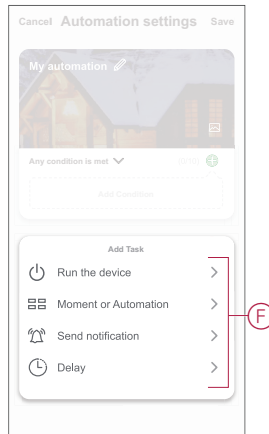 Cancel Automation settings Save
My automation
Any condition is met
Add Condition
Add Task
Run the device
Moment or Automation
Send notification
Delay
F